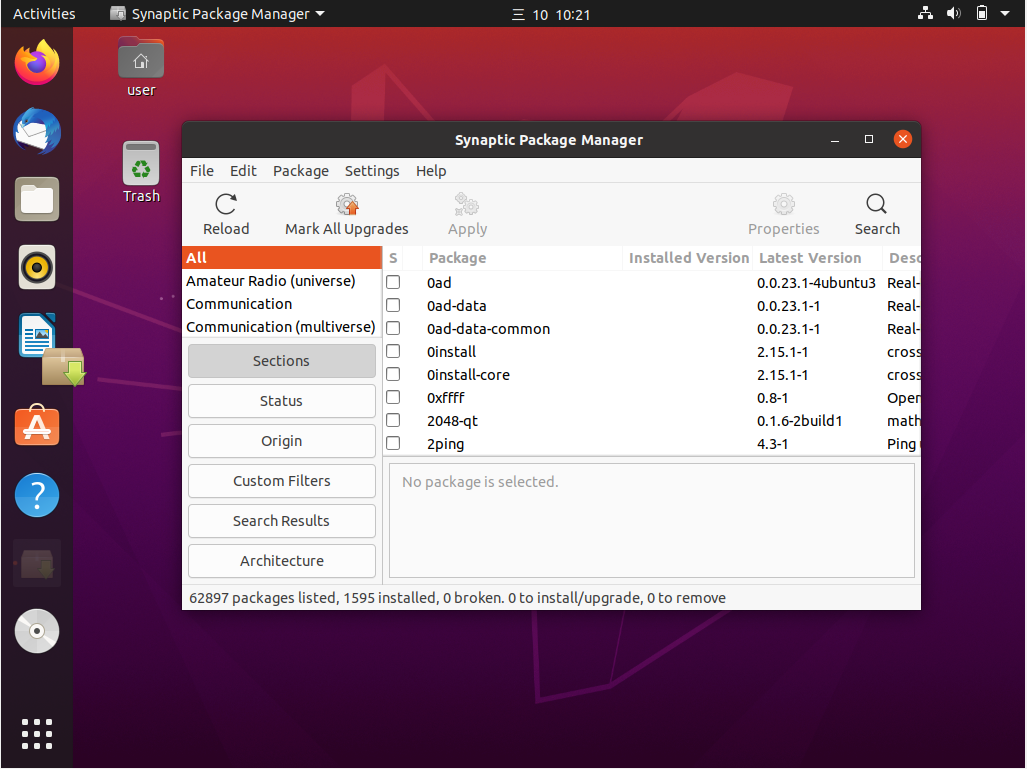 Activities Synaptic Package Manager 三 10 10:21
user
Trash
Synaptic Package Manager
File Edit Package Settings Help
Reload Mark All Upgrades Apply Properties Search
All
Amateur Radio (universe)
Communication
Communication (multiverse)
Sections
Status
Origin
Custom Filters
Search Results
Architecture
S Package Installed Version Latest Version Desc
0ad 0.0.23.1-4ubuntu3 Real-
0ad-data 0.0.23.1-1 Real-
0ad-data-common 0.0.23.1-1 Real-
0install 2.15.1-1 cross
0install-core 2.15.1-1 cross
0xffff 0.8-1 Open
2048-qt 0.1.6-2build1 math
2ping 4.3-1 Ping
No package is selected.
62897 packages listed, 1595 installed, 0 broken. 0 to install/upgrade, 0 to remove